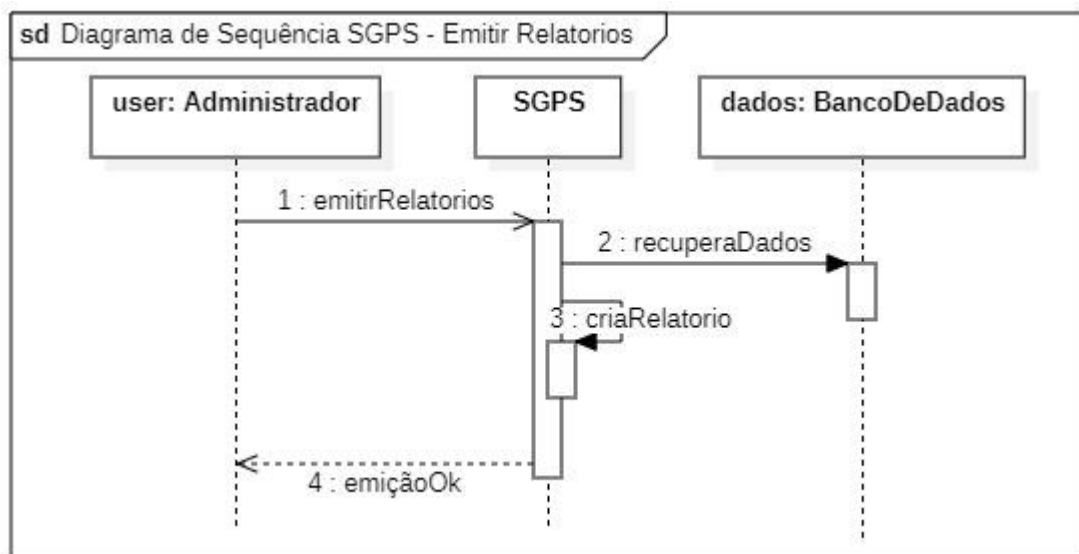 sd Diagrama de Sequência SGPS - Emitir Relatorios
user: Administrador
SGPS
dados: BancoDeDados
1 : emitirRelatorios
2 : recuperaDados
3 : criaRelatorio
4 : emiçãoOk